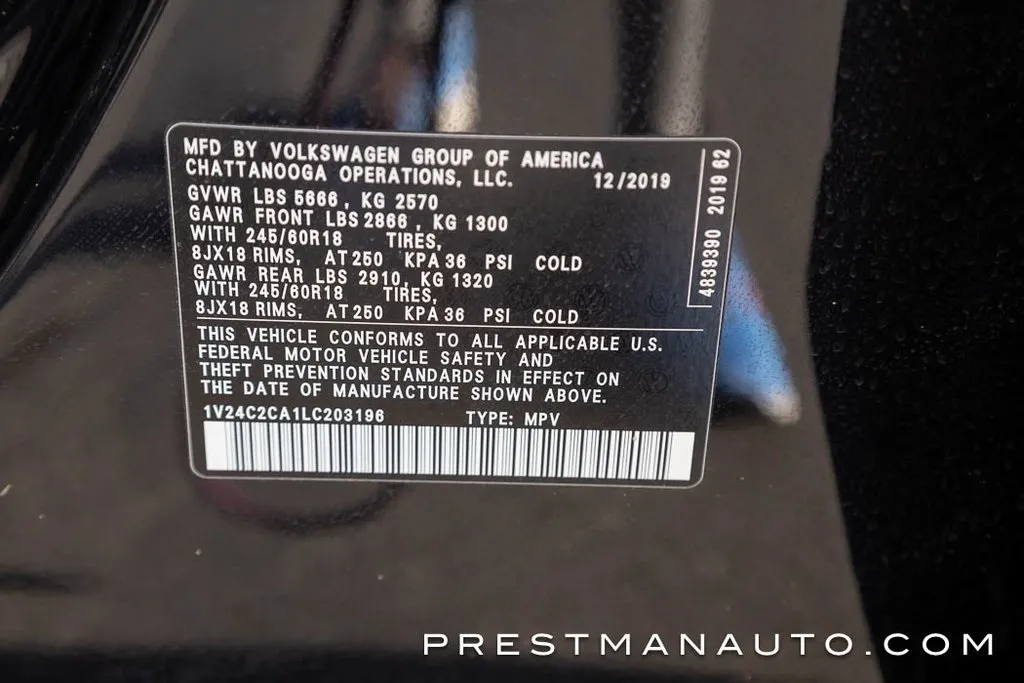 MFD BY VOLKSWAGEN GROUP OF AMERICA
CHATTANOOGA OPERATIONS, LLC. 12/2019
GVWR LBS 5666 , KG 2570
GAWR FRONT LBS 2866 , KG 1300
WITH 245/60R18 TIRES,
8JX18 RIMS, AT 250 KPA 36 PSI COLD
GAWR REAR LBS 2910, KG 1320
WITH 245/60R18 TIRES,
8JX18 RIMS, AT 250 KPA 36 PSI COLD
4839390 2019 62
THIS VEHICLE CONFORMS TO ALL APPLICABLE U.S.
FEDERAL MOTOR VEHICLE SAFETY AND
THEFT PREVENTION STANDARDS IN EFFECT ON
THE DATE OF MANUFACTURE SHOWN ABOVE.
1V24C2CA1LC203196 TYPE: MPV
PRESTMANAUTO.COM